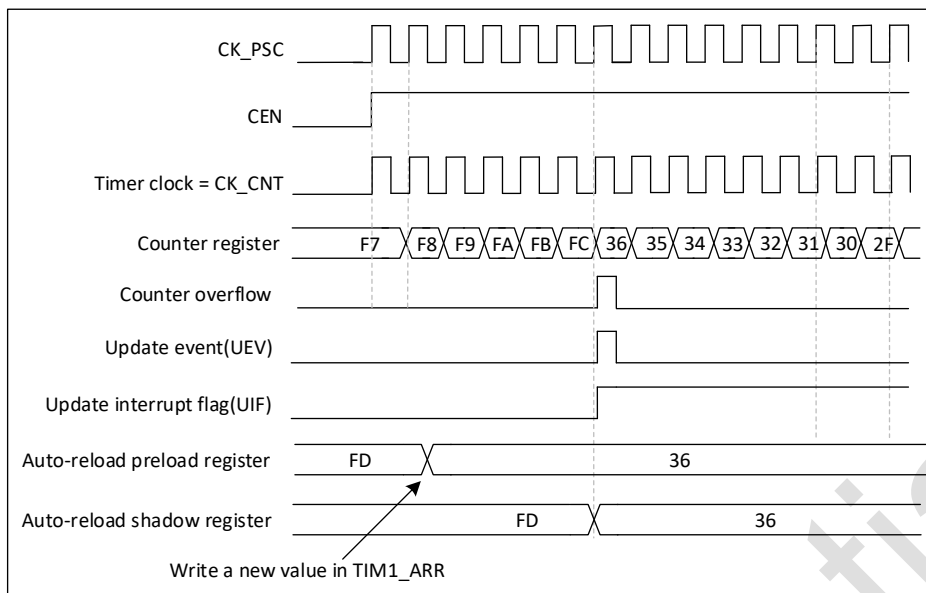 CK_PSC
CEN
Timer clock = CK_CNT
Counter register F7 F8 F9 FA FB FC 36 35 34 33 32 31 30 2F
Counter overflow
Update event(UEV)
Update interrupt flag(UIF)
Auto-reload preload register FD 36
Auto-reload shadow register FD 36
Write a new value in TIM1_ARR